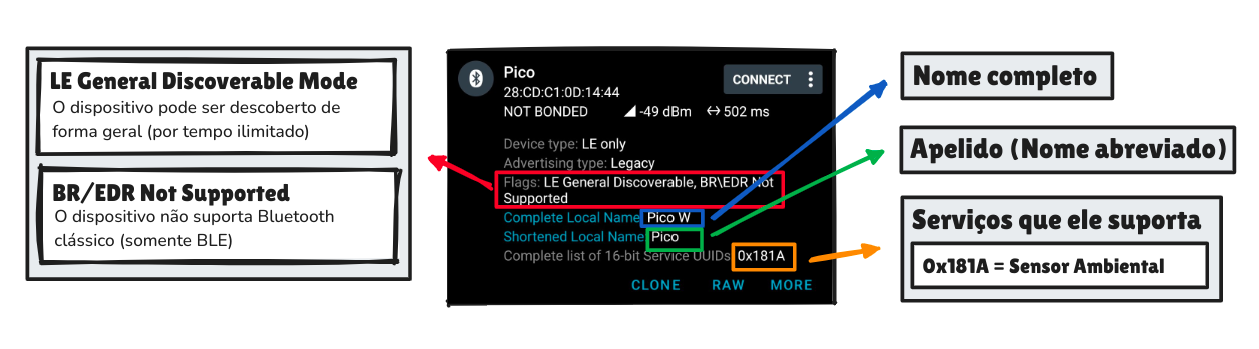 LE General Discoverable Mode
O dispositivo pode ser descoberto de
forma geral (por tempo ilimitado)
BR/EDR Not Supported
O dispositivo não suporta Bluetooth
clássico (somente BLE)
Pico
28:CD:C1:0D:14:44
NOT BONDED -49 dBm 502 ms
CONNECT
Device type: LE only
Advertising type: Legacy
Flags: LE General Discoverable, BR\EDR Not
Supported
Complete Local Name: Pico W
Shortened Local Name: Pico
Complete list of 16-bit Service UUIDs: 0x181A
CLONE RAW MORE
Nome completo
Apelido (Nome abreviado)
Serviços que ele suporta
0x181A = Sensor Ambiental